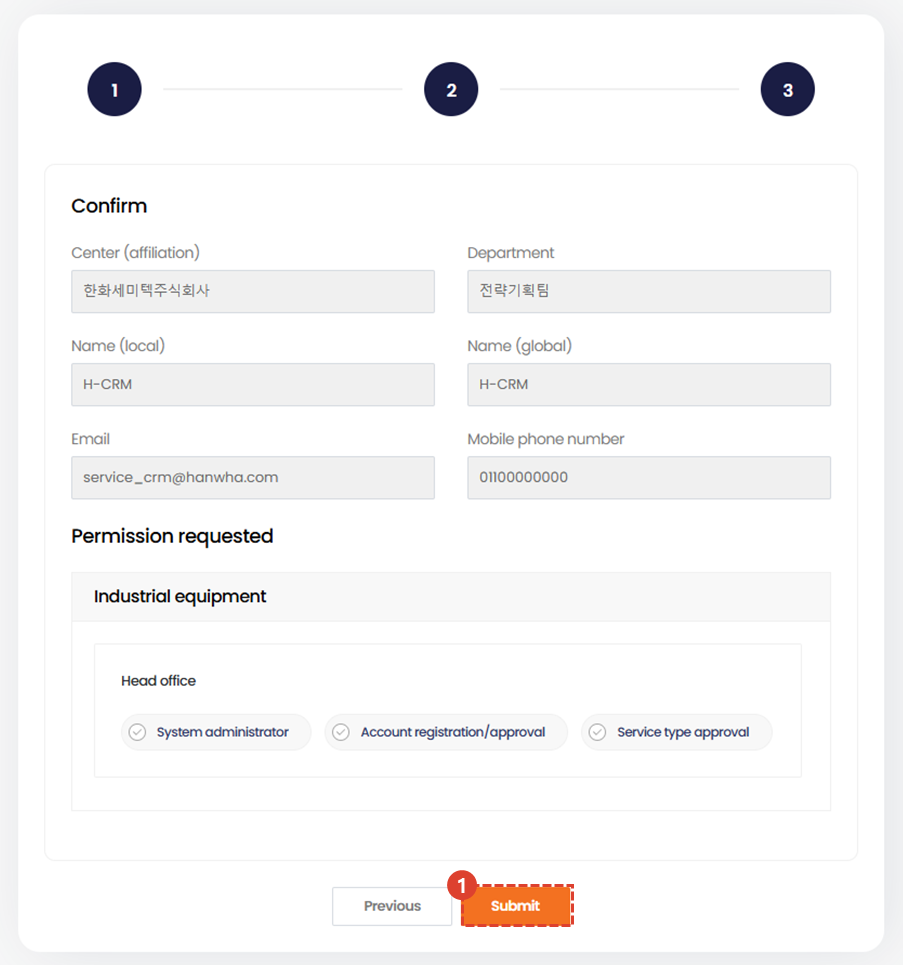 1 2 3
Confirm
Center (affiliation) Department
한화세미텍주식회사 전략기획팀
Name (local) Name (global)
H-CRM H-CRM
Email Mobile phone number
service_crm@hanwha.com 01100000000
Permission requested
Industrial equipment
Head office
System administrator Account registration/approval Service type approval
1
Previous Submit